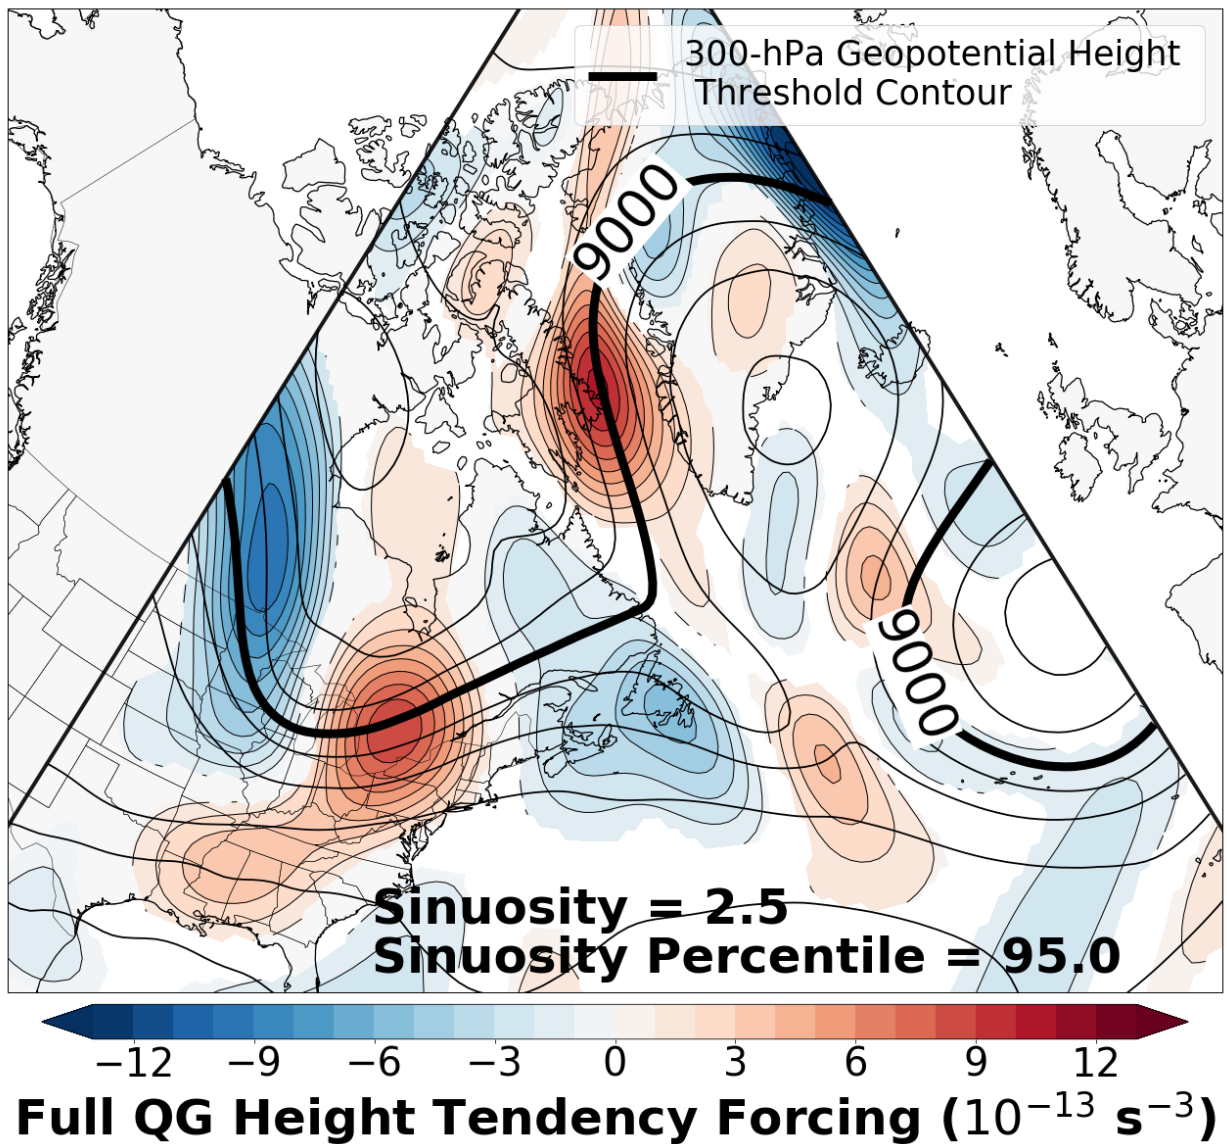 300-hPa Geopotential Height
Threshold Contour
9000
9000
Sinuosity = 2.5
Sinuosity Percentile = 95.0
−12 −9 −6 −3 0 3 6 9 12
Full QG Height Tendency Forcing (10⁻¹³ s⁻³)